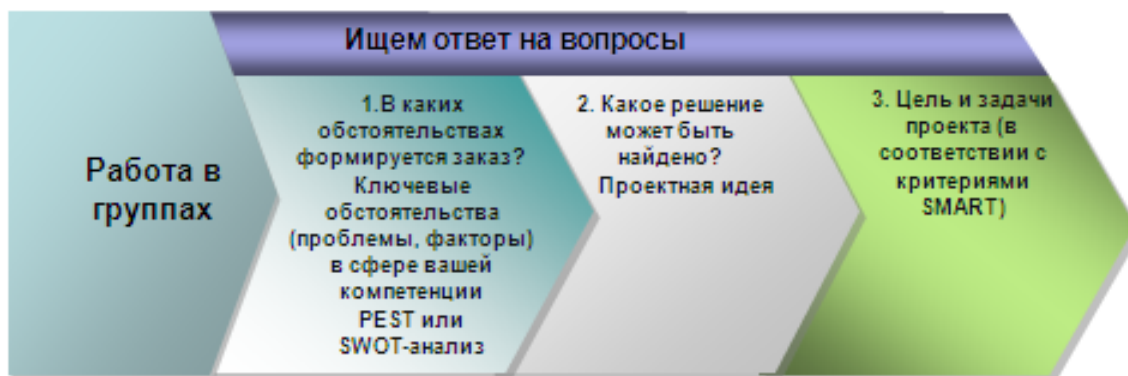 Ищем ответ на вопросы
Работа в
группах
1.В каких
обстоятельствах
формируется заказ?
Ключевые
обстоятельства
(проблемы, факторы)
в сфере вашей
компетенции
PEST или
SWOT-анализ
2. Какое решение
может быть
найдено?
Проектная идея
3. Цель и задачи
проекта (в
соответствии с
критериями
SMART)